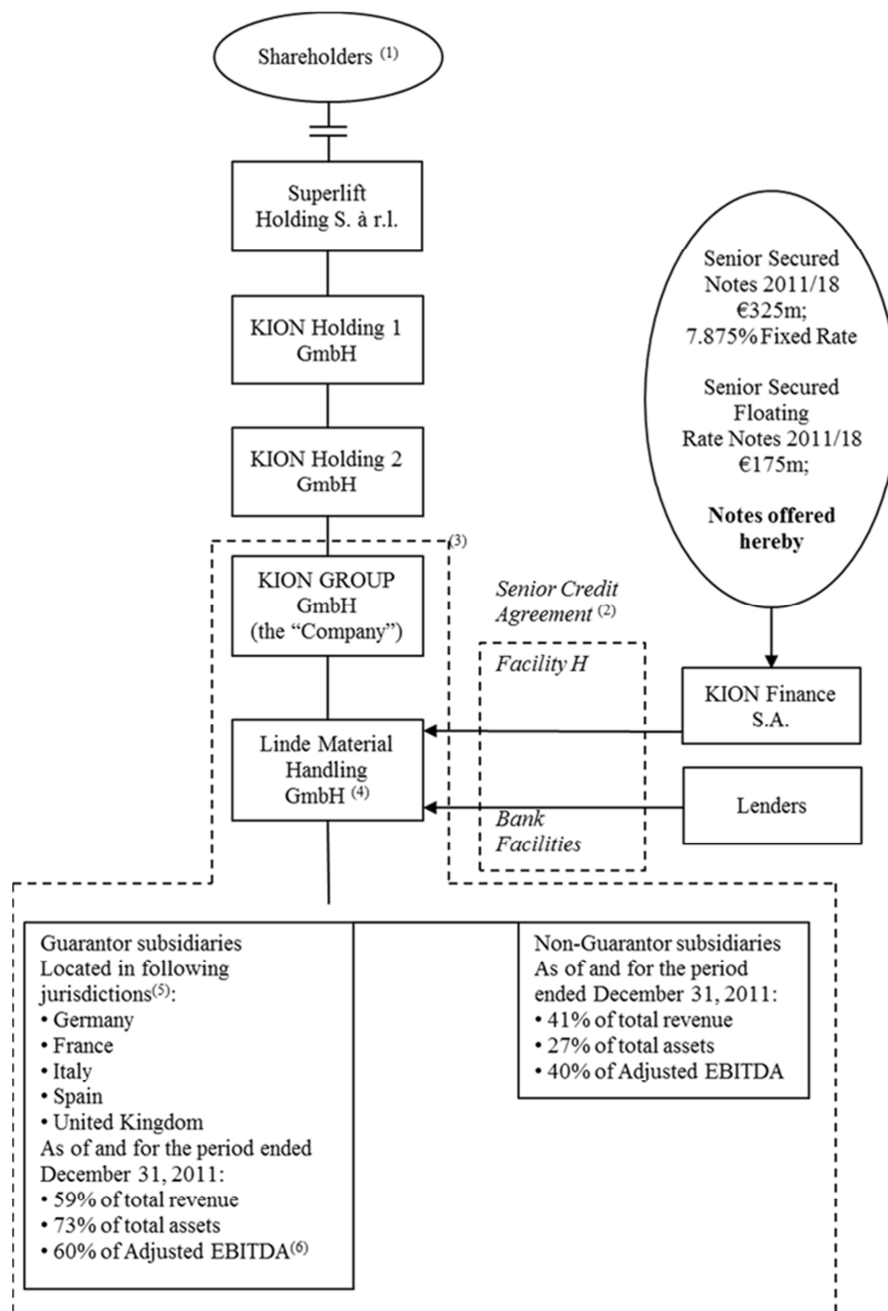 Shareholders (1)
Superlift
Holding S. à r.l.
KION Holding 1
GmbH
KION Holding 2
GmbH
(3)
KION GROUP
GmbH
(the “Company”)
Linde Material
Handling
GmbH (4)
Senior Secured
Notes 2011/18
€325m;
7.875% Fixed Rate
Senior Secured
Floating
Rate Notes 2011/18
€175m;
Notes offered
hereby
Senior Credit
Agreement (2)
Facility H
KION Finance
S.A.
Bank
Facilities
Lenders
Guarantor subsidiaries
Located in following
jurisdictions(5):
• Germany
• France
• Italy
• Spain
• United Kingdom
As of and for the period ended
December 31, 2011:
• 59% of total revenue
• 73% of total assets
• 60% of Adjusted EBITDA(6)
Non-Guarantor subsidiaries
As of and for the period
ended December 31, 2011:
• 41% of total revenue
• 27% of total assets
• 40% of Adjusted EBITDA